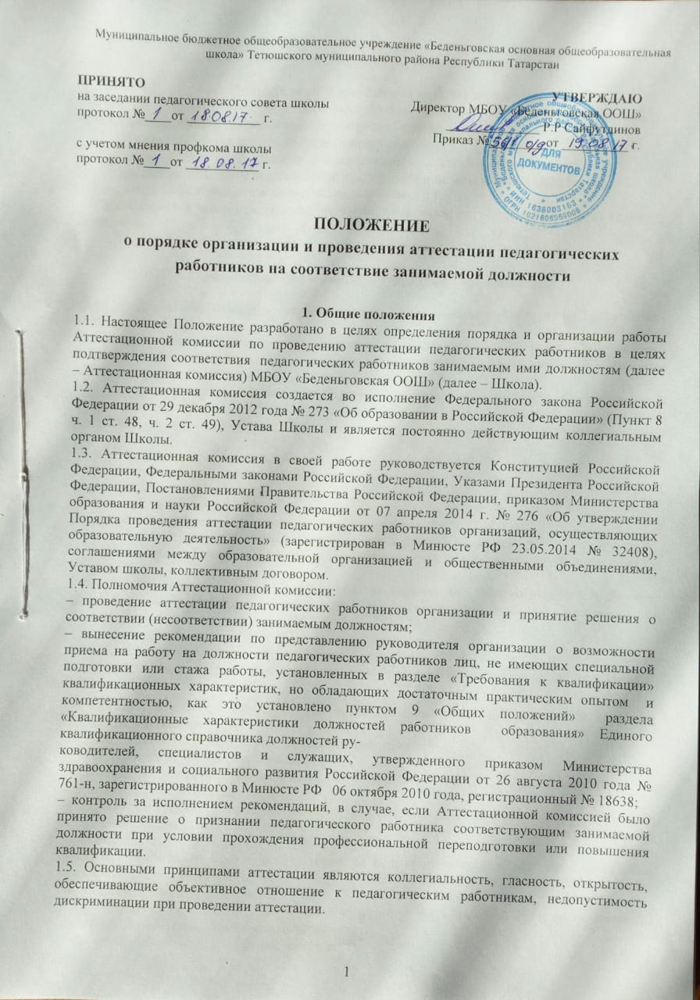 Муниципальное бюджетное общеобразовательное учреждение «Беденьговская основная общеобразовательная
школа» Тетюшского муниципального района Республики Татарстан
ПРИНЯТО
на заседании педагогического совета школы
протокол № 1 от 18.08.17 г.
с учетом мнения профкома школы
протокол № 1 от 18.08.17 г.
УТВЕРЖДАЮ
Директор МБОУ «Беденьговская ООШ»
Р.Р Сайфутдинов
Приказ № о/д от 19.08.17 г.
ДЛЯ
ДОКУМЕНТОВ
ПОЛОЖЕНИЕ
о порядке организации и проведения аттестации педагогических
работников на соответствие занимаемой должности
1. Общие положения
1.1. Настоящее Положение разработано в целях определения порядка и организации работы
Аттестационной комиссии по проведению аттестации педагогических работников в целях
подтверждения соответствия педагогических работников занимаемым ими должностям (далее
– Аттестационная комиссия) МБОУ «Беденьговская ООШ» (далее – Школа).
1.2. Аттестационная комиссия создается во исполнение Федерального закона Российской
Федерации от 29 декабря 2012 года № 273 «Об образовании в Российской Федерации» (Пункт 8
ч. 1 ст. 48, ч. 2 ст. 49), Устава Школы и является постоянно действующим коллегиальным
органом Школы.
1.3. Аттестационная комиссия в своей работе руководствуется Конституцией Российской
Федерации, Федеральными законами Российской Федерации, Указами Президента Российской
Федерации, Постановлениями Правительства Российской Федерации, приказом Министерства
образования и науки Российской Федерации от 07 апреля 2014 г. № 276 «Об утверждении
Порядка проведения аттестации педагогических работников организаций, осуществляющих
образовательную деятельность» (зарегистрирован в Минюсте РФ 23.05.2014 № 32408),
соглашениями между образовательной организацией и общественными объединениями,
Уставом школы, коллективным договором.
1.4. Полномочия Аттестационной комиссии:
– проведение аттестации педагогических работников организации и принятие решения о
соответствии (несоответствии) занимаемым должностям;
– вынесение рекомендации по представлению руководителя организации о возможности
приема на работу на должности педагогических работников лиц, не имеющих специальной
подготовки или стажа работы, установленных в разделе «Требования к квалификации»
квалификационных характеристик, но обладающих достаточным практическим опытом и
компетентностью, как это установлено пунктом 9 «Общих положений» раздела
«Квалификационные характеристики должностей работников образования» Единого
квалификационного справочника должностей ру-
ководителей, специалистов и служащих, утвержденного приказом Министерства
здравоохранения и социального развития Российской Федерации от 26 августа 2010 года №
761-н, зарегистрированного в Минюсте РФ 06 октября 2010 года, регистрационный № 18638;
– контроль за исполнением рекомендаций, в случае, если Аттестационной комиссией было
принято решение о признании педагогического работника соответствующим занимаемой
должности при условии прохождения профессиональной переподготовки или повышения
квалификации.
1.5. Основными принципами аттестации являются коллегиальность, гласность, открытость,
обеспечивающие объективное отношение к педагогическим работникам, недопустимость
дискриминации при проведении аттестации.
1